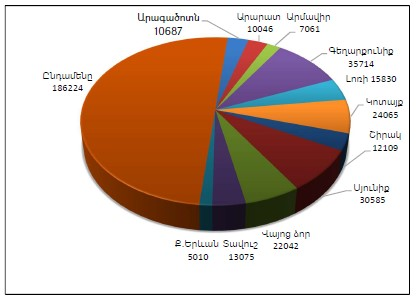 Արագածոտն
10687
Արարատ
10046
Արմավիր
7061
Գեղարքունիք
35714
Լոռի 15830
Կոտայք
24065
Շիրակ
12109
Սյունիք
30585
Վայոց ձոր
22042
Տավուշ
13075
Ք.Երևան
5010
Ընդամենը
186224